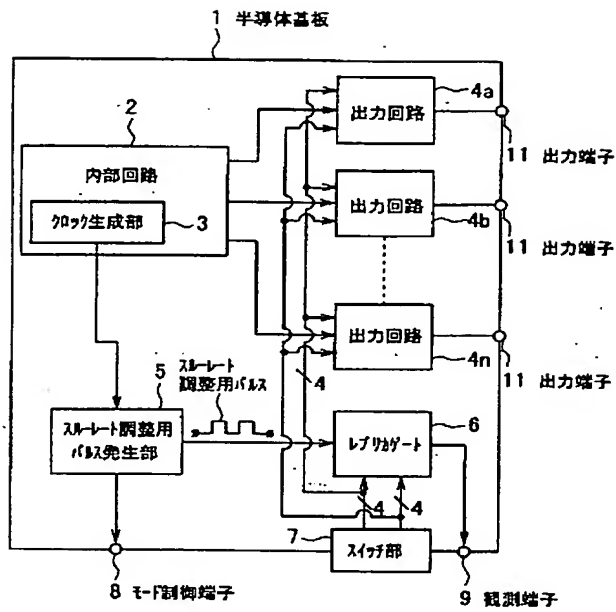 1 半導体基板
2
内部回路
クロック生成部
3
出力回路
4a
11 出力端子
出力回路
4b
11 出力端子
出力回路
4n
11 出力端子
5
スルーレート調整用
パルス発生部
スルーレート
調整用パルス
4
レプリカゲート
6
4
4
7
スイッチ部
8 モード制御端子
9 観測端子